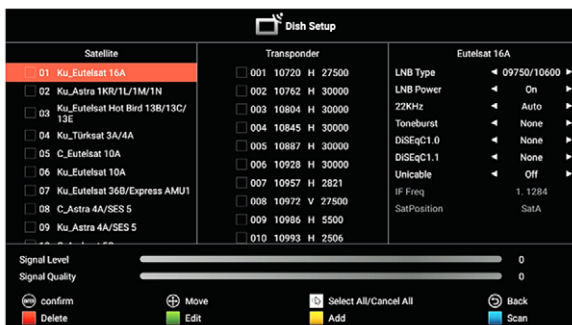 Dish Setup
Satellite
01 Ku_Eutelsat 16A
02 Ku_Astra 1KR/1L/1M/1N
03 Ku_Eutelsat Hot Bird 13B/13C/
13E
04 Ku_Türksat 3A/4A
05 C_Eutelsat 10A
06 Ku_Eutelsat 10A
07 Ku_Eutelsat 36B/Express AMU1
08 C_Astra 4A/SES 5
09 Ku_Astra 4A/SES 5
Transponder
001 10720 H 27500
002 10762 H 30000
003 10804 H 30000
004 10845 H 30000
005 10887 H 30000
006 10928 H 30000
007 10957 H 2821
008 10972 V 27500
009 10986 H 5500
010 10993 H 2506
Eutelsat 16A
LNB Type 09750/10600
LNB Power On
22KHz Auto
Toneburst None
DiSEqC1.0 None
DiSEqC1.1 None
Unicable Off
IF Freq 1. 1284
SatPosition SatA
Signal Level 0
Signal Quality 0
confirm Move Select All/Cancel All Back
Delete Edit Add Scan